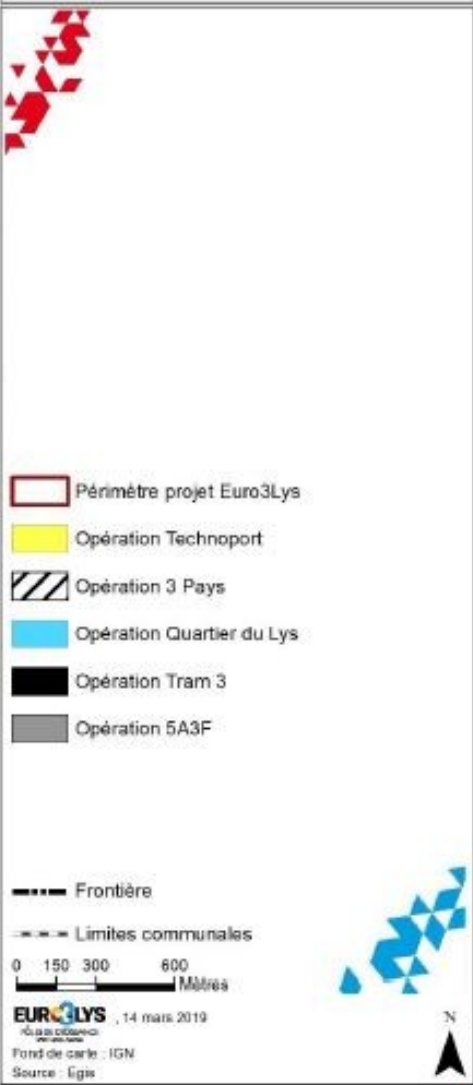 Périmètre projet Euro3Lys
Opération Technoport
Opération 3 Pays
Opération Quartier du Lys
Opération Tram 3
Opération 5A3F
Frontière
Limites communales
0 150 300 600
Mètres
EURO3LYS , 14 mars 2019
N
Fond de carte : IGN
Source : Egis